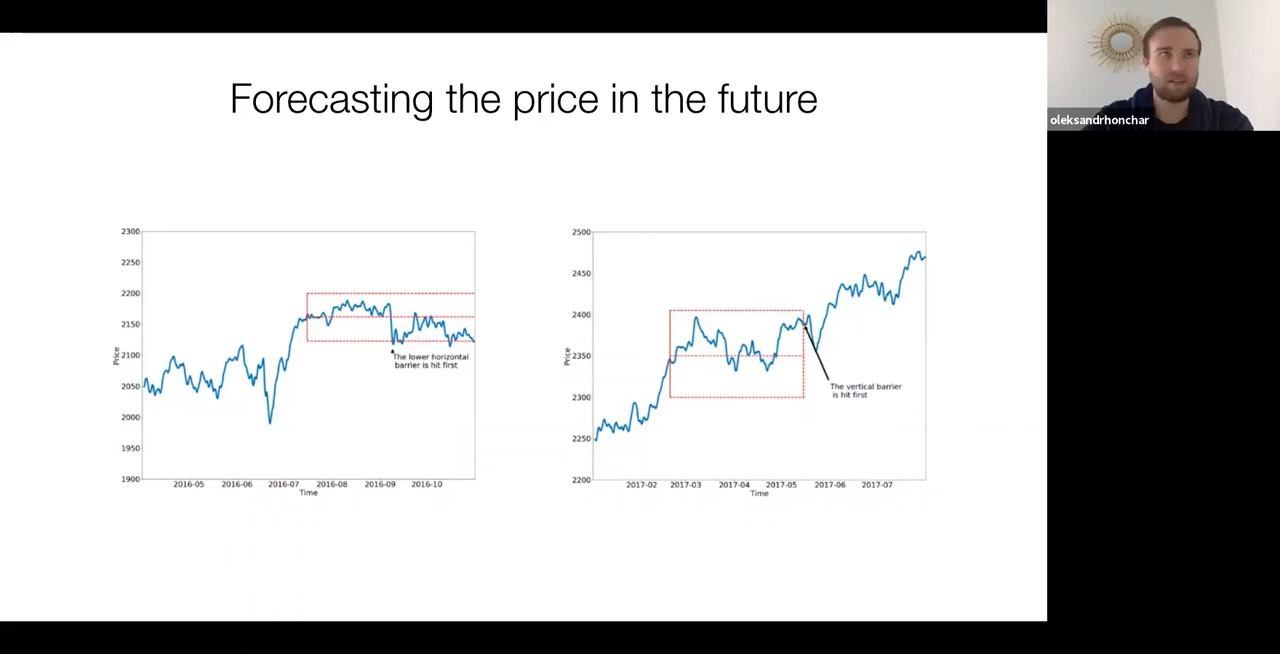 Forecasting the price in the future
oleksandrhonchar
2300
2250
2200
2150
2100
2050
2000
1950
1900
Price
The lower horizontal
barrier is hit first
2016-05 2016-06 2016-07 2016-08 2016-09 2016-10
Time
2500
2450
2400
2350
2300
2250
2200
Price
The vertical barrier
is hit first
2017-02 2017-03 2017-04 2017-05 2017-06 2017-07
Time